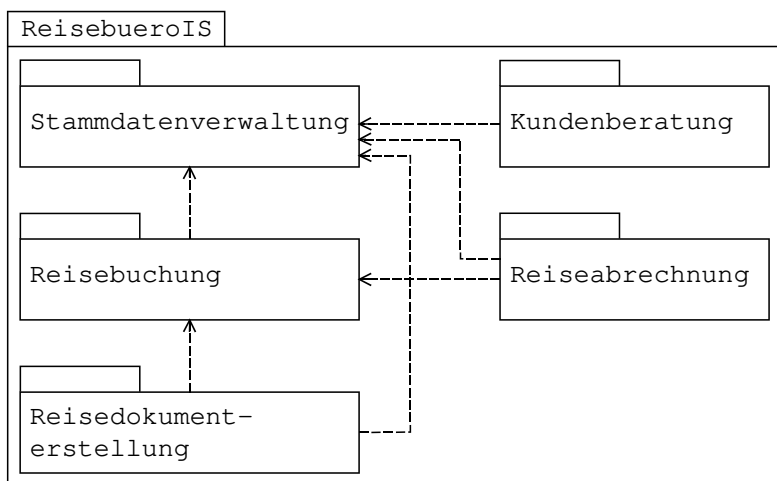 ReisebueroIS
Stammdatenverwaltung
Kundenberatung
Reisebuchung
Reiseabrechnung
Reisedokument-
erstellung